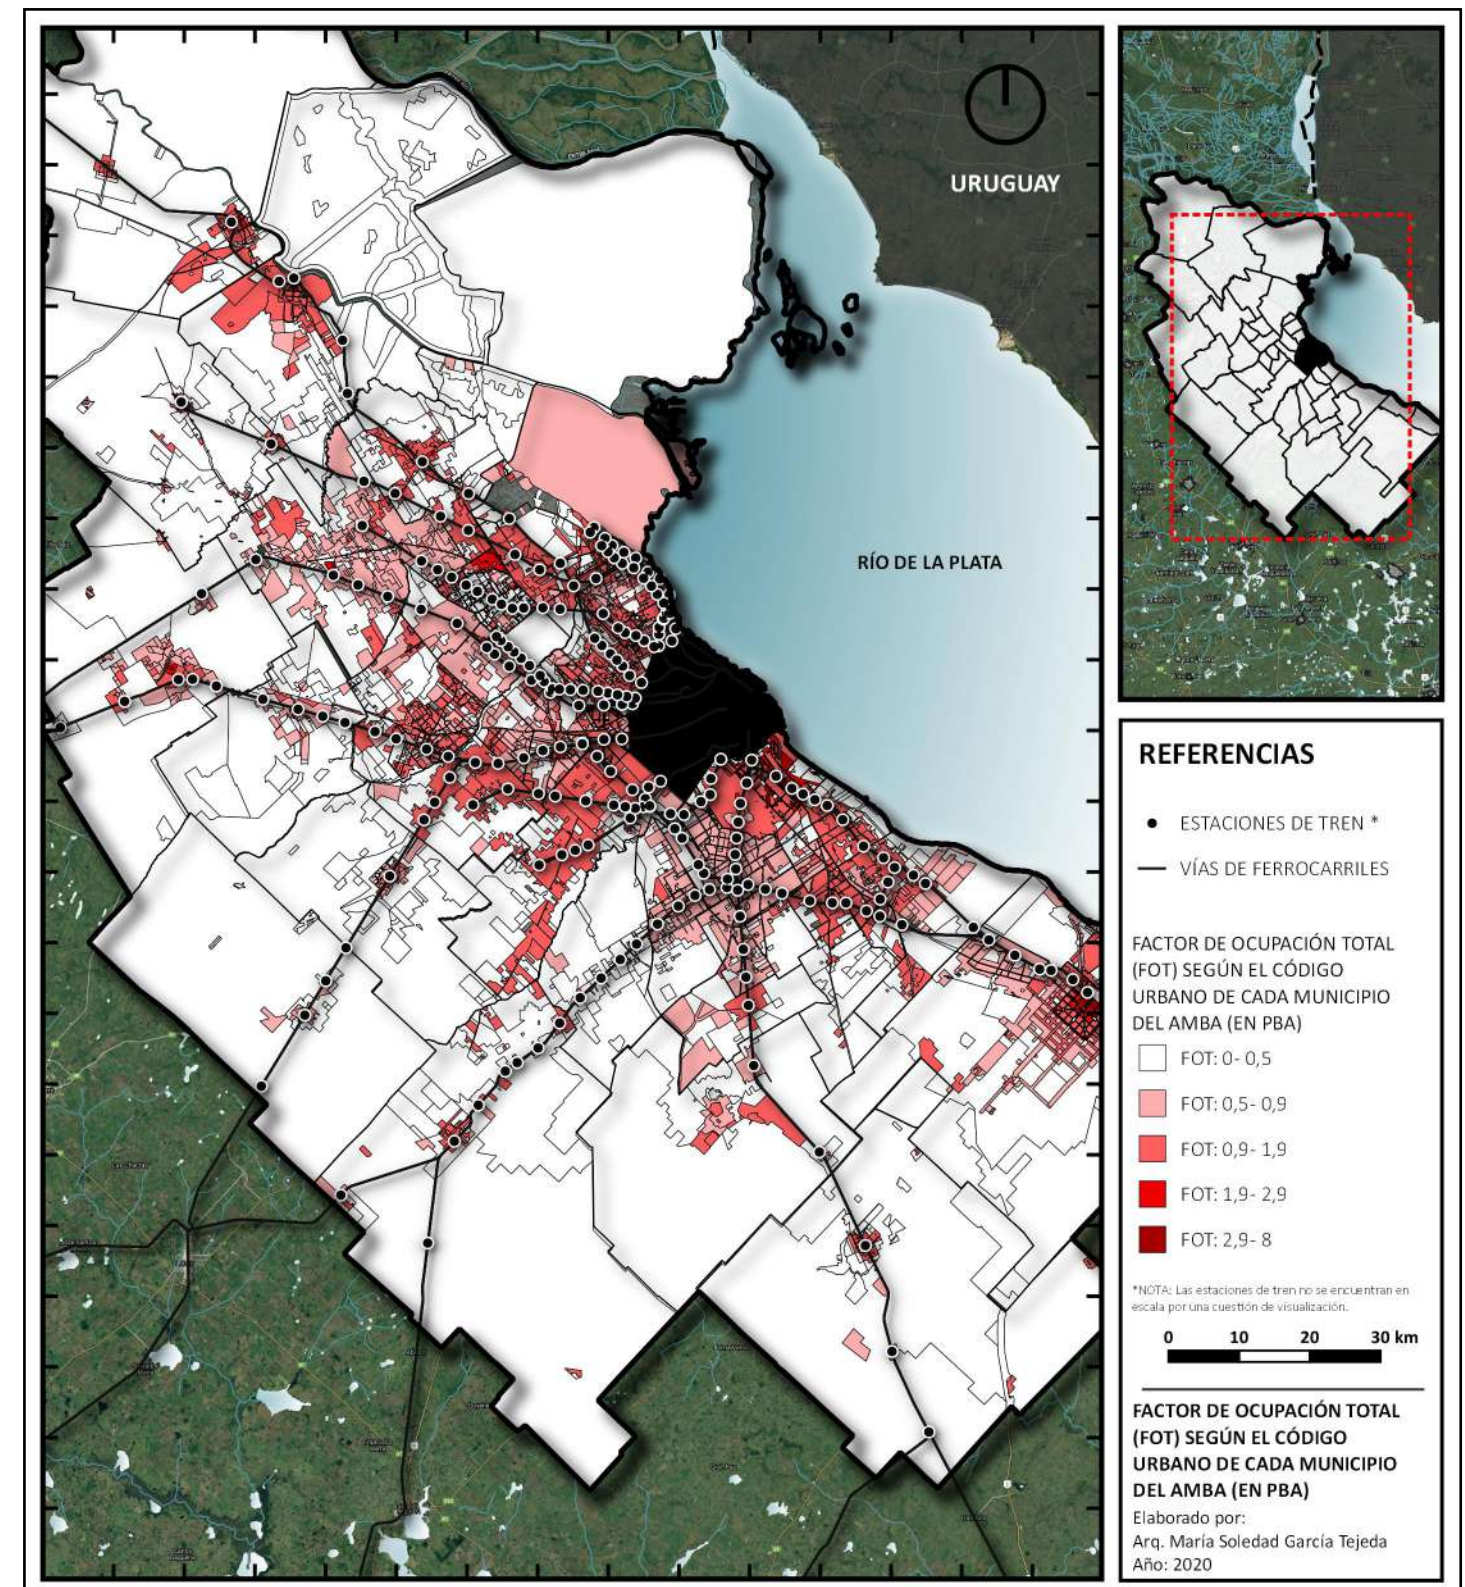 URUGUAY
RÍO DE LA PLATA
REFERENCIAS
ESTACIONES DE TREN *
VÍAS DE FERROCARRILES
FACTOR DE OCUPACIÓN TOTAL
(FOT) SEGÚN EL CÓDIGO
URBANO DE CADA MUNICIPIO
DEL AMBA (EN PBA)
FOT: 0- 0,5
FOT: 0,5- 0,9
FOT: 0,9- 1,9
FOT: 1,9- 2,9
FOT: 2,9- 8
*NOTA: Las estaciones de tren no se encuentran en
escala por una cuestión de visualización.
0 10 20 30 km
FACTOR DE OCUPACIÓN TOTAL
(FOT) SEGÚN EL CÓDIGO
URBANO DE CADA MUNICIPIO
DEL AMBA (EN PBA)
Elaborado por:
Arq. María Soledad García Tejeda
Año: 2020